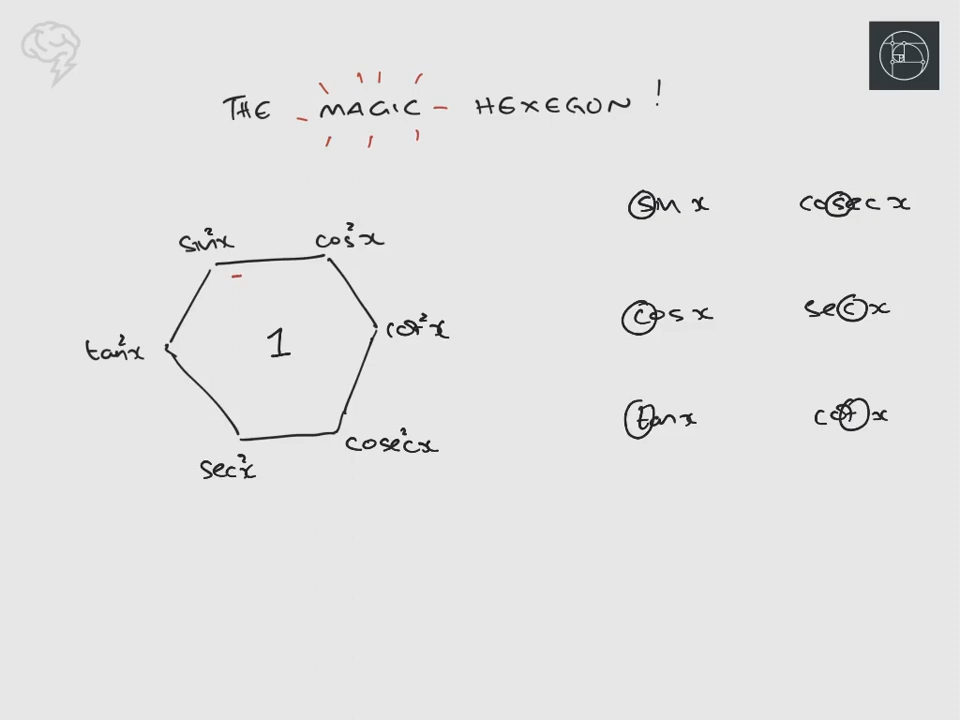 THE MAGIC HEXEGON!
sin x cosec x
sin²x cos²x
cos x sec x
1 cot²x
tan²x
tan x cot x
cosec²x
sec²x